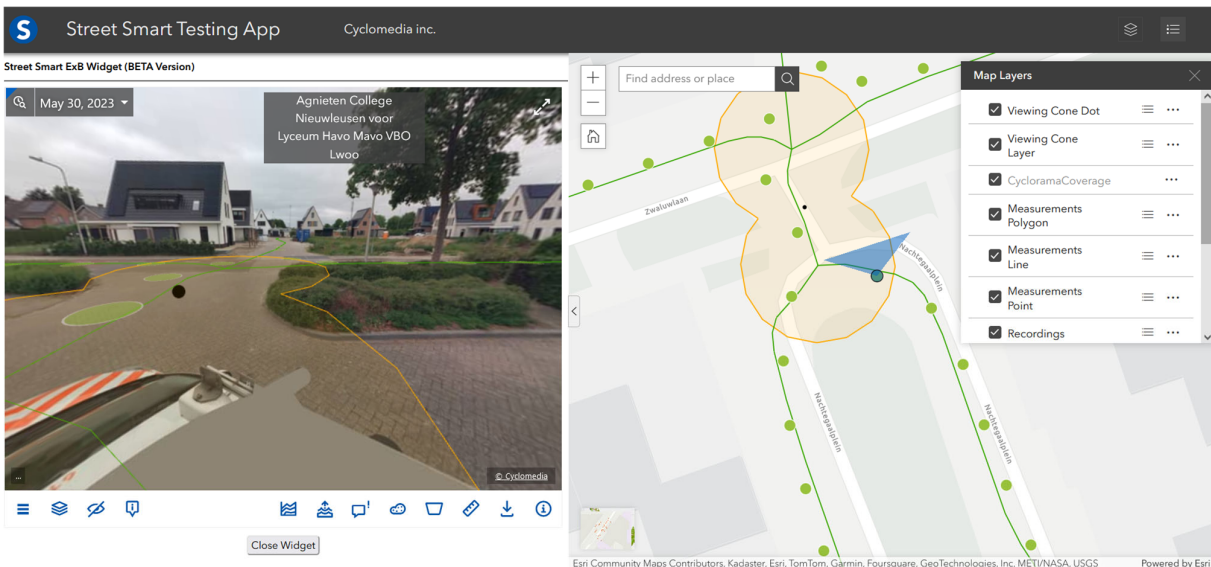 S
Street Smart Testing App
Cyclomedia inc.
Street Smart ExB Widget (BETA Version)
May 30, 2023
Agnieten College
Nieuwleusen voor
Lyceum Havo Mavo VBO
Lwoo
...
© Cyclomedia
Close Widget
Find address or place
Zwaluwlaan
Nachtegaalplein
Nachtegaalplein
Nachtegaalplein
Map Layers
Viewing Cone Dot
Viewing Cone
Layer
CycloramaCoverage
Measurements
Polygon
Measurements
Line
Measurements
Point
Recordings
Esri Community Maps Contributors, Kadaster, Esri, TomTom, Garmin, Foursquare, GeoTechnologies, Inc, METI/NASA, USGS
Powered by Esri